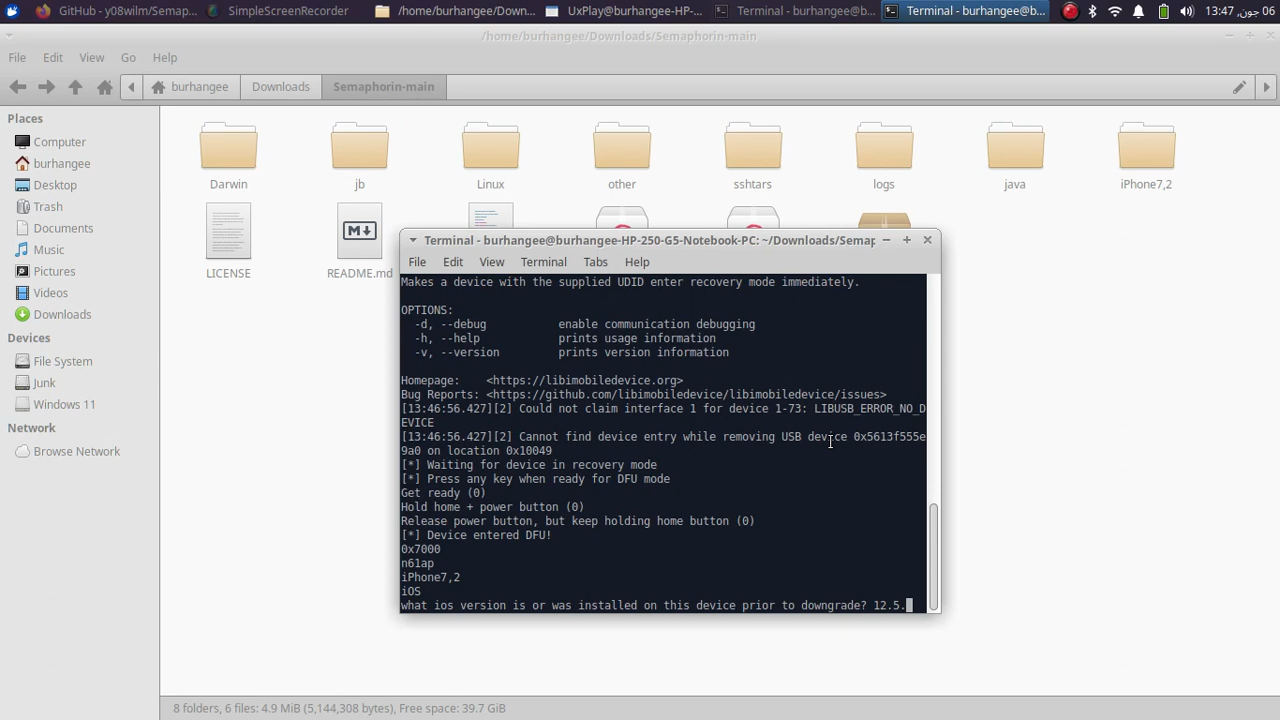 GitHub - y08wilm/Semap...
SimpleScreenRecorder
/home/burhangee/Down...
UxPlay@burhangee-HP-...
Terminal - burhangee@b...
Terminal - burhangee@b...
13:47 ,جون 06
/home/burhangee/Downloads/Semaphorin-main
File Edit View Go Help
burhangee Downloads Semaphorin-main
Places
Computer
burhangee
Desktop
Trash
Documents
Music
Pictures
Videos
Downloads
Devices
File System
Junk
Windows 11
Network
Browse Network
Darwin jb Linux other sshtars logs java iPhone7,2
LICENSE README.md
Terminal - burhangee@burhangee-HP-250-G5-Notebook-PC: ~/Downloads/Semap
File Edit View Terminal Tabs Help
Makes a device with the supplied UDID enter recovery mode immediately.
OPTIONS:
-d, --debug enable communication debugging
-h, --help prints usage information
-v, --version prints version information
Homepage: <https://libimobiledevice.org>
Bug Reports: <https://github.com/libimobiledevice/libimobiledevice/issues>
[13:46:56.427][2] Could not claim interface 1 for device 1-73: LIBUSB_ERROR_NO_D
EVICE
[13:46:56.427][2] Cannot find device entry while removing USB device 0x5613f555e
9a0 on location 0x10049
[*] Waiting for device in recovery mode
[*] Press any key when ready for DFU mode
Get ready (0)
Hold home + power button (0)
Release power button, but keep holding home button (0)
[*] Device entered DFU!
0x7000
n61ap
iPhone7,2
iOS
what ios version is or was installed on this device prior to downgrade? 12.5.
8 folders, 6 files: 4.9 MiB (5,144,308 bytes), Free space: 39.7 GiB